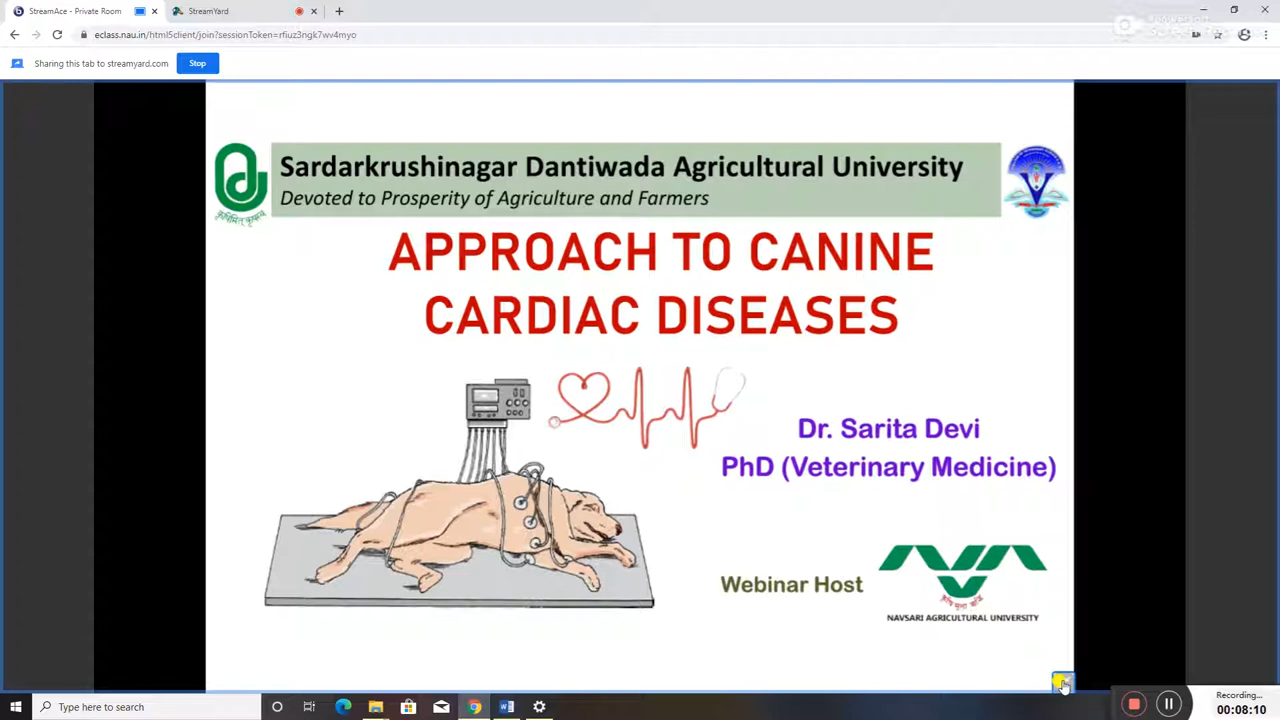 StreamAce - Private Room
StreamYard
eclass.nau.in/html5client/join?sessionToken=rfiuz3ngk7wv4myo
Sharing this tab to streamyard.com
Stop
Sardarkrushinagar Dantiwada Agricultural University
Devoted to Prosperity of Agriculture and Farmers
APPROACH TO CANINE
CARDIAC DISEASES
Dr. Sarita Devi
PhD (Veterinary Medicine)
Webinar Host
NAVSARI AGRICULTURAL UNIVERSITY
Type here to search
Recording...
00:08:10